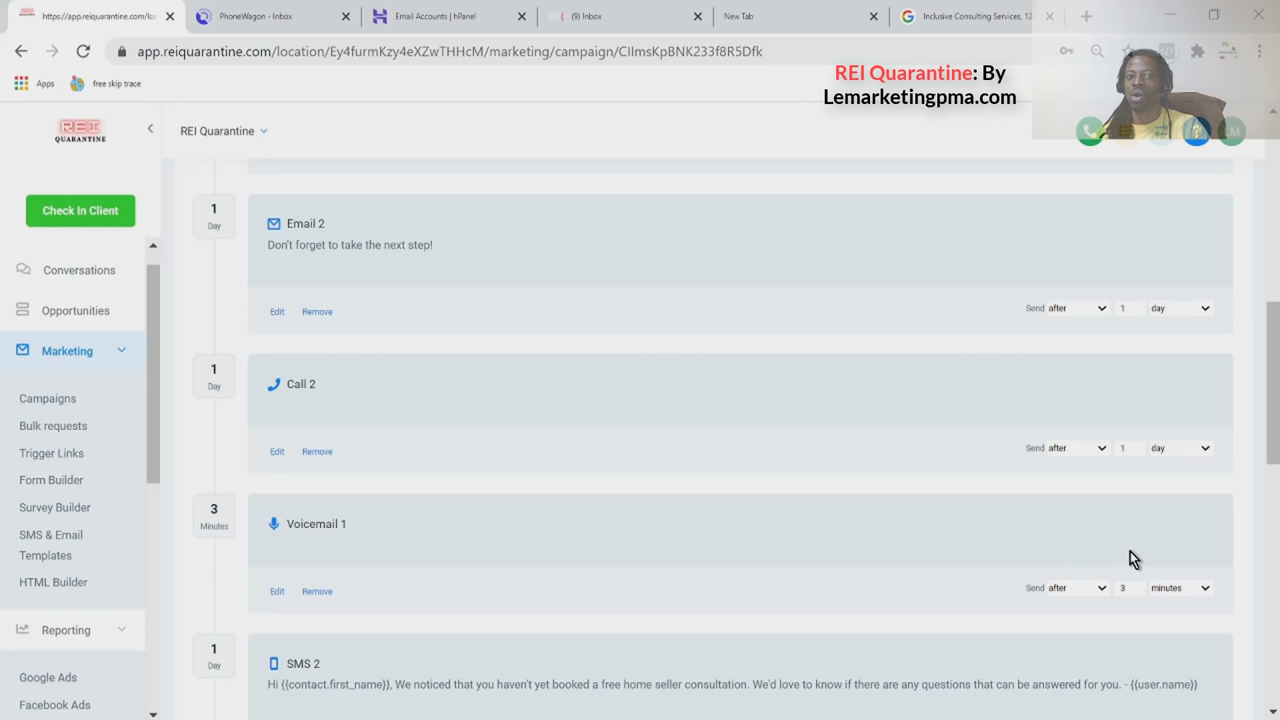 https://app.reiquarantine.com/loc
PhoneWagon - Inbox
Email Accounts | hPanel
(9) Inbox
New Tab
Inclusive Consulting Services, 12
app.reiquarantine.com/location/Ey4furmKzy4eXZwTHHcM/marketing/campaign/CIImsKpBNK233f8R5Dfk
Apps
free skip trace
REI Quarantine: By
Lemarketingpma.com
REI
QUARANTINE
REI Quarantine
LM
Check In Client
Conversations
Opportunities
Marketing
Campaigns
Bulk requests
Trigger Links
Form Builder
Survey Builder
SMS & Email
Templates
HTML Builder
Reporting
Google Ads
Facebook Ads
1
Day
Email 2
Don't forget to take the next step!
Edit
Remove
Send after 1 day
1
Day
Call 2
Edit
Remove
Send after 1 day
3
Minutes
Voicemail 1
Edit
Remove
Send after 3 minutes
1
Day
SMS 2
Hi {{contact.first_name}}, We noticed that you haven't yet booked a free home seller consultation. We'd love to know if there are any questions that can be answered for you. - {{user.name}}